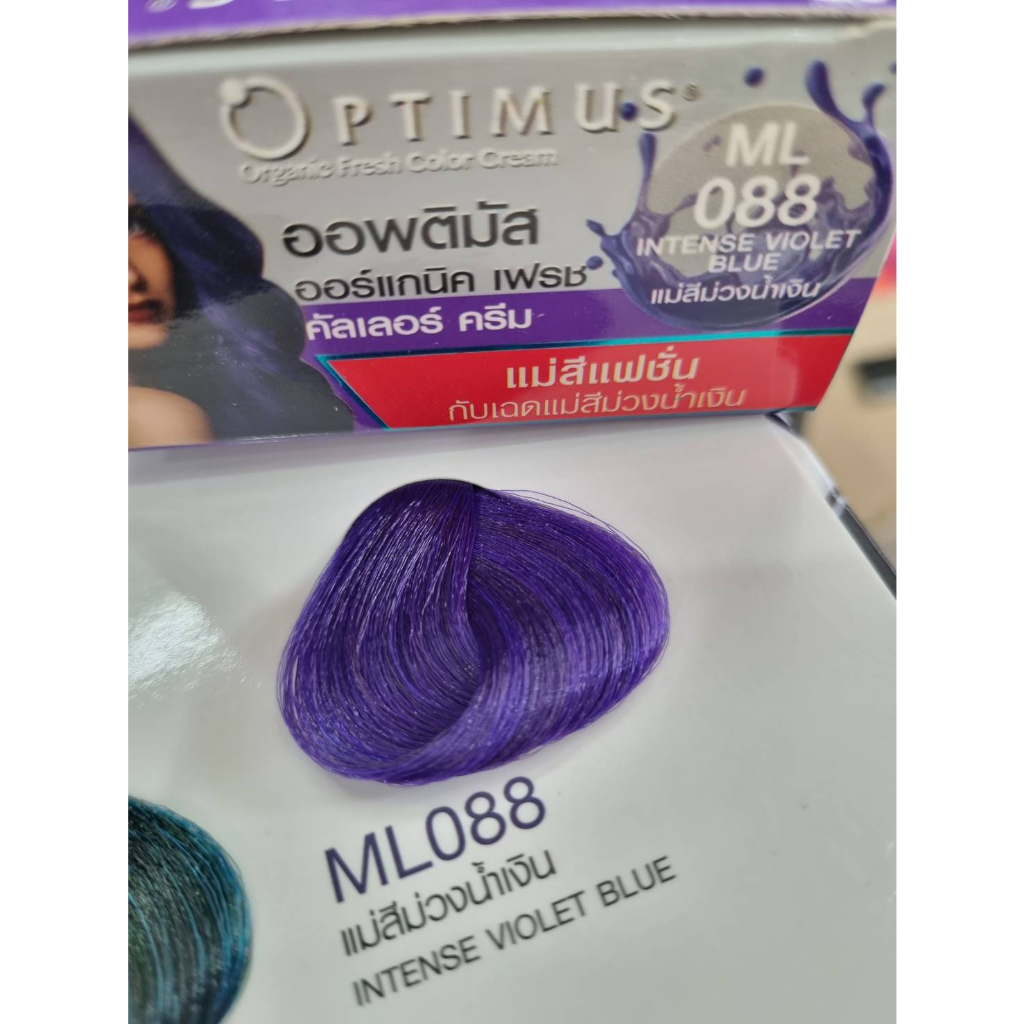 OPTIMUS®
Organic Fresh Color Cream
ออพติมัส
ออร์แกนิค เฟรช
คัลเลอร์ ครีม
ML
088
INTENSE VIOLET
BLUE
แม่สีม่วงน้ำเงิน
แม่สีแฟชั่น
กับเฉดแม่สีม่วงน้ำเงิน
ML088
แม่สีม่วงน้ำเงิน
INTENSE VIOLET BLUE